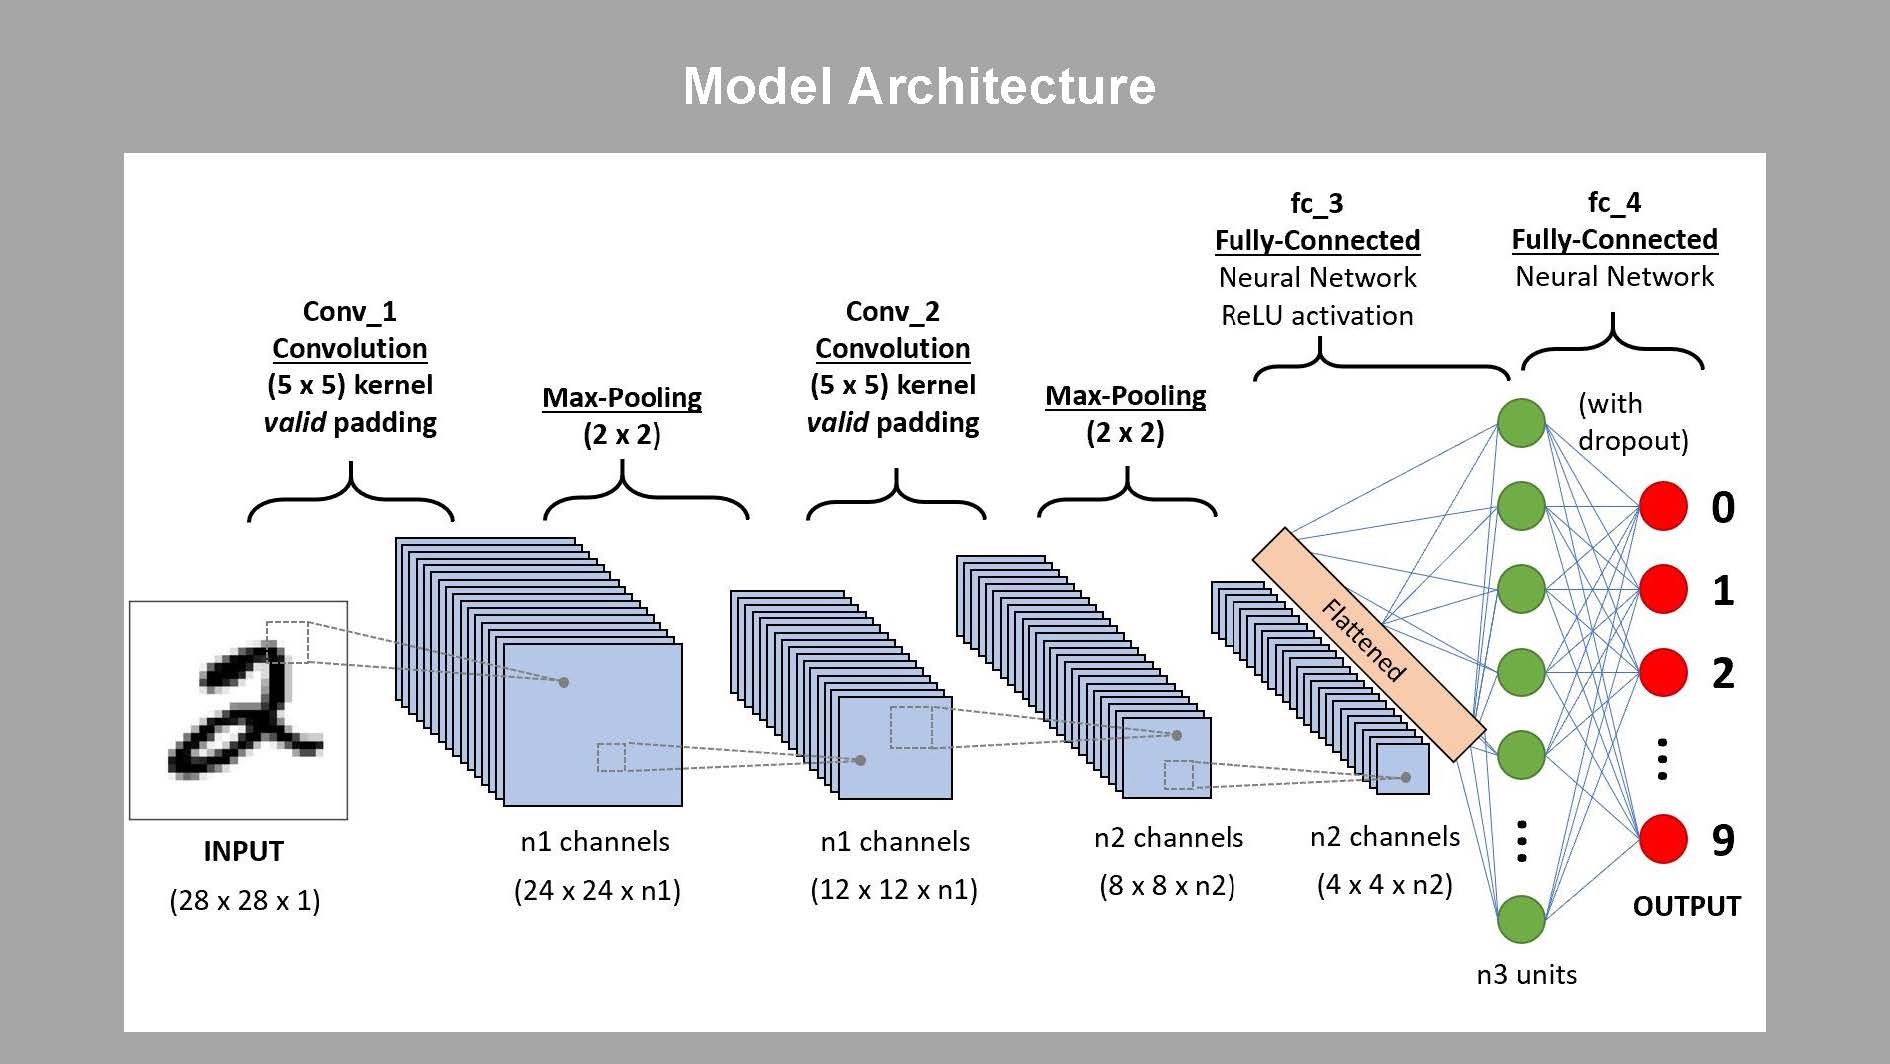 Model Architecture
fc_3
Fully-Connected
Neural Network
ReLU activation
fc_4
Fully-Connected
Neural Network
(with
dropout)
Conv_1
Convolution
(5 x 5) kernel
valid padding
Max-Pooling
(2 x 2)
Conv_2
Convolution
(5 x 5) kernel
valid padding
Max-Pooling
(2 x 2)
Flattened
0
1
2
9
INPUT
(28 x 28 x 1)
n1 channels
(24 x 24 x n1)
n1 channels
(12 x 12 x n1)
n2 channels
(8 x 8 x n2)
n2 channels
(4 x 4 x n2)
OUTPUT
n3 units
2